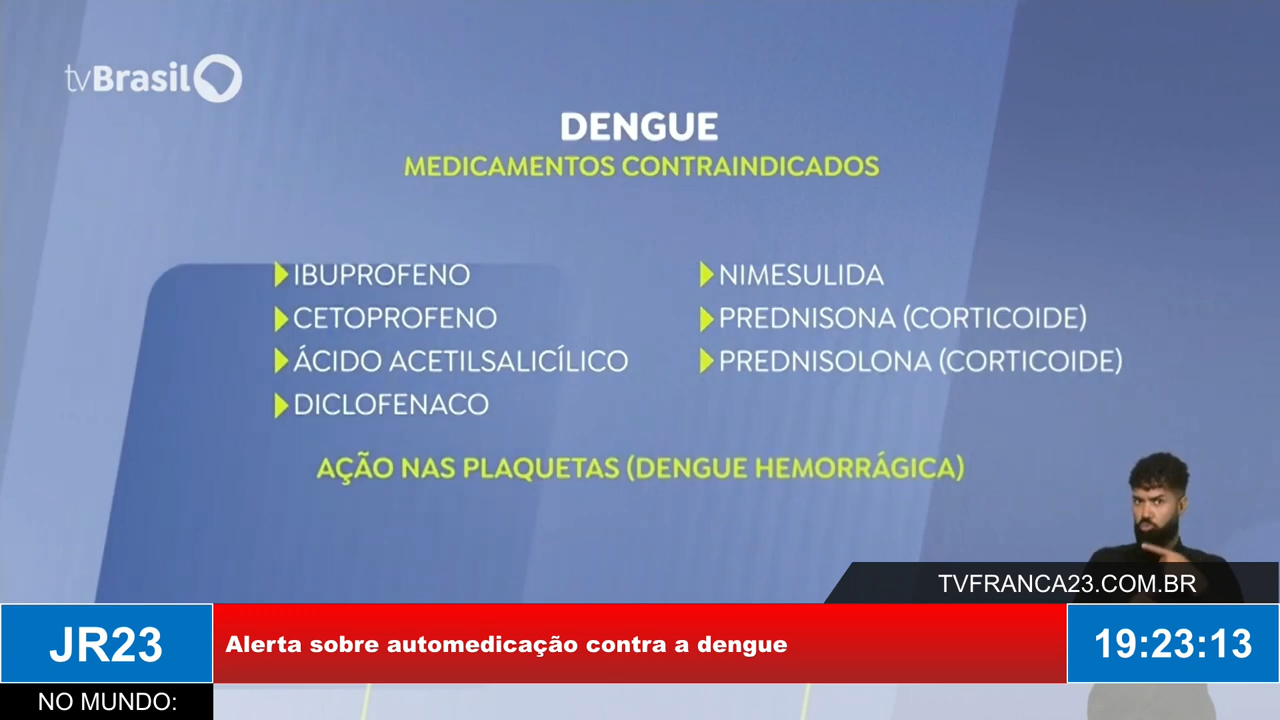 tvBrasil
DENGUE
MEDICAMENTOS CONTRAINDICADOS
IBUPROFENO
CETOPROFENO
ÁCIDO ACETILSALICÍLICO
DICLOFENACO
NIMESULIDA
PREDNISONA (CORTICOIDE)
PREDNISOLONA (CORTICOIDE)
AÇÃO NAS PLAQUETAS (DENGUE HEMORRÁGICA)
TVFRANCA23.COM.BR
JR23
Alerta sobre automedicação contra a dengue
19:23:13
NO MUNDO: